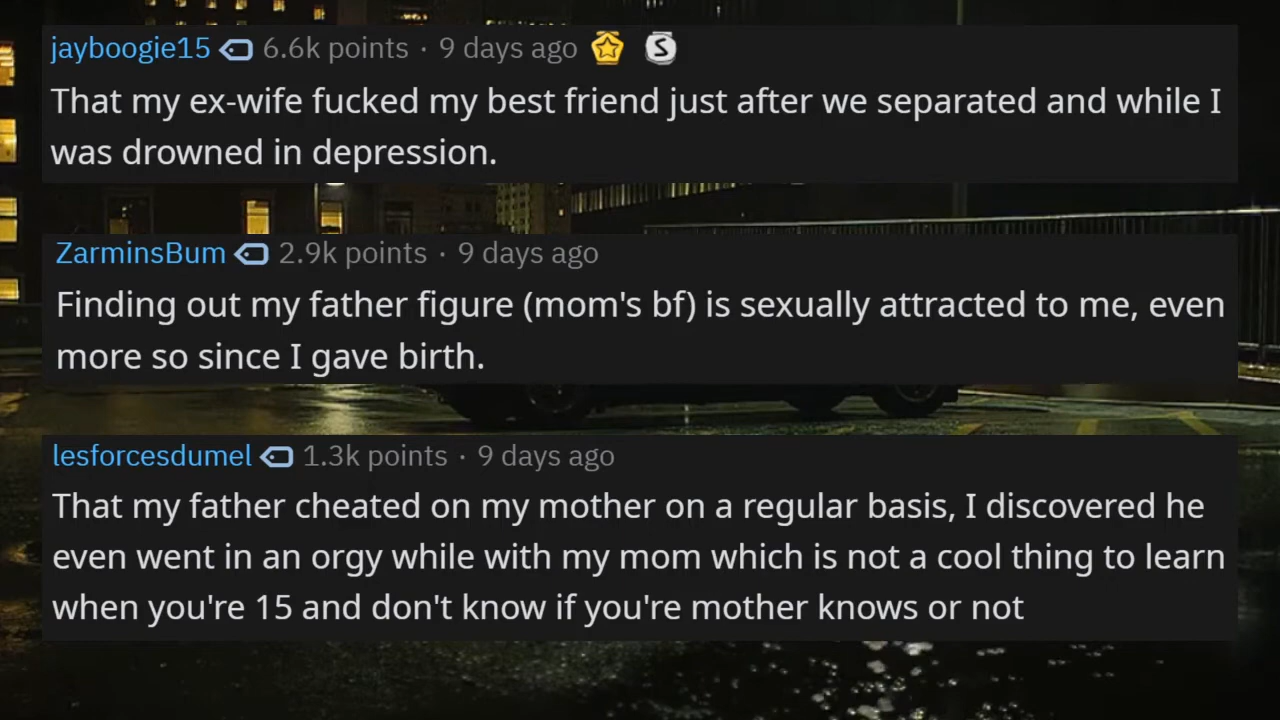 jayboogie15 6.6k points · 9 days ago S
That my ex-wife fucked my best friend just after we separated and while I
was drowned in depression.
ZarminsBum 2.9k points · 9 days ago
Finding out my father figure (mom's bf) is sexually attracted to me, even
more so since I gave birth.
lesforcesdumel 1.3k points · 9 days ago
That my father cheated on my mother on a regular basis, I discovered he
even went in an orgy while with my mom which is not a cool thing to learn
when you're 15 and don't know if you're mother knows or not